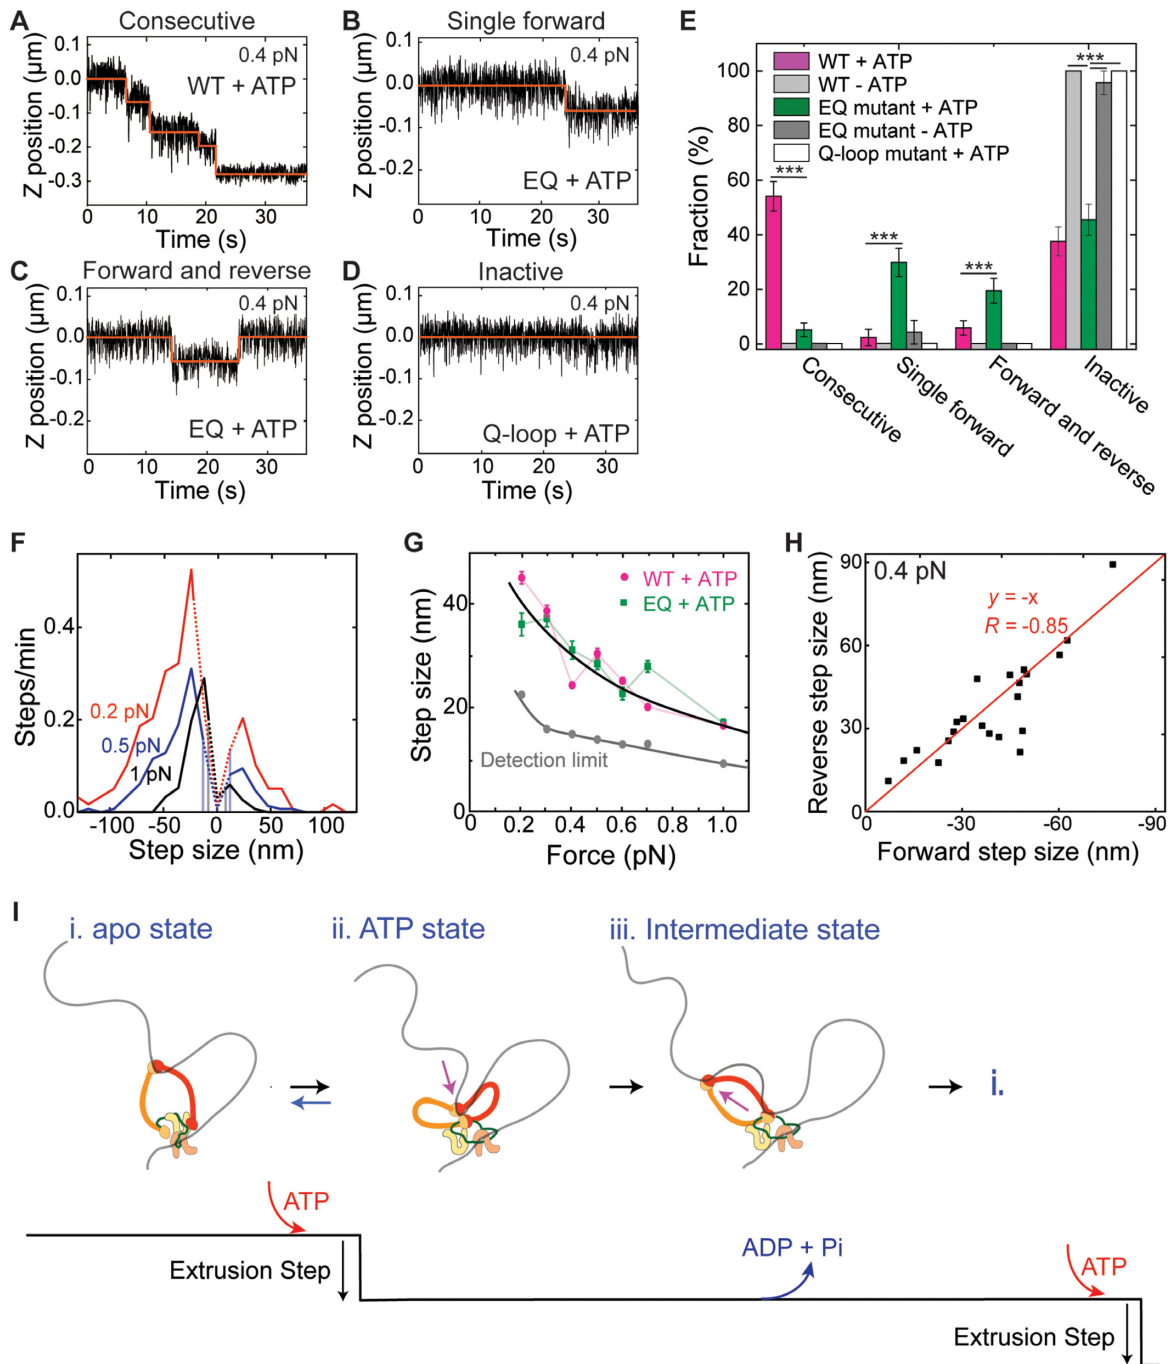 A
Consecutive
0.4 pN
WT + ATP
Z position (µm)
0.1
0.0
-0.1
-0.3
0
10
20
30
Time (s)
B
Single forward
0.4 pN
EQ + ATP
Z position (µm)
0.1
0.0
-0.1
-0.2
0
10
20
30
Time (s)
C
Forward and reverse
0.4 pN
EQ + ATP
Z position (µm)
0.1
0.0
-0.1
-0.2
0
10
20
30
Time (s)
D
Inactive
0.4 pN
Q-loop + ATP
Z position (µm)
0.1
0.0
-0.1
-0.2
0
10
20
30
Time (s)
E
WT + ATP
WT - ATP
EQ mutant + ATP
EQ mutant - ATP
Q-loop mutant + ATP
***
***
***
***
Fraction (%)
100
80
60
40
20
0
Consecutive
Single forward
Forward and reverse
Inactive
F
Steps/min
0.4
0.2
0.0
0.2 pN
0.5 pN
1 pN
-100
-50
0
50
100
Step size (nm)
G
WT + ATP
EQ + ATP
Detection limit
Step size (nm)
40
20
0
0
0.2
0.4
0.6
0.8
1.0
Force (pN)
H
0.4 pN
y = -x
R = -0.85
Reverse step size (nm)
90
60
30
0
0
-30
-60
-90
Forward step size (nm)
I
i. apo state
ii. ATP state
iii. Intermediate state
i.
ATP
Extrusion Step
ADP + Pi
ATP
Extrusion Step